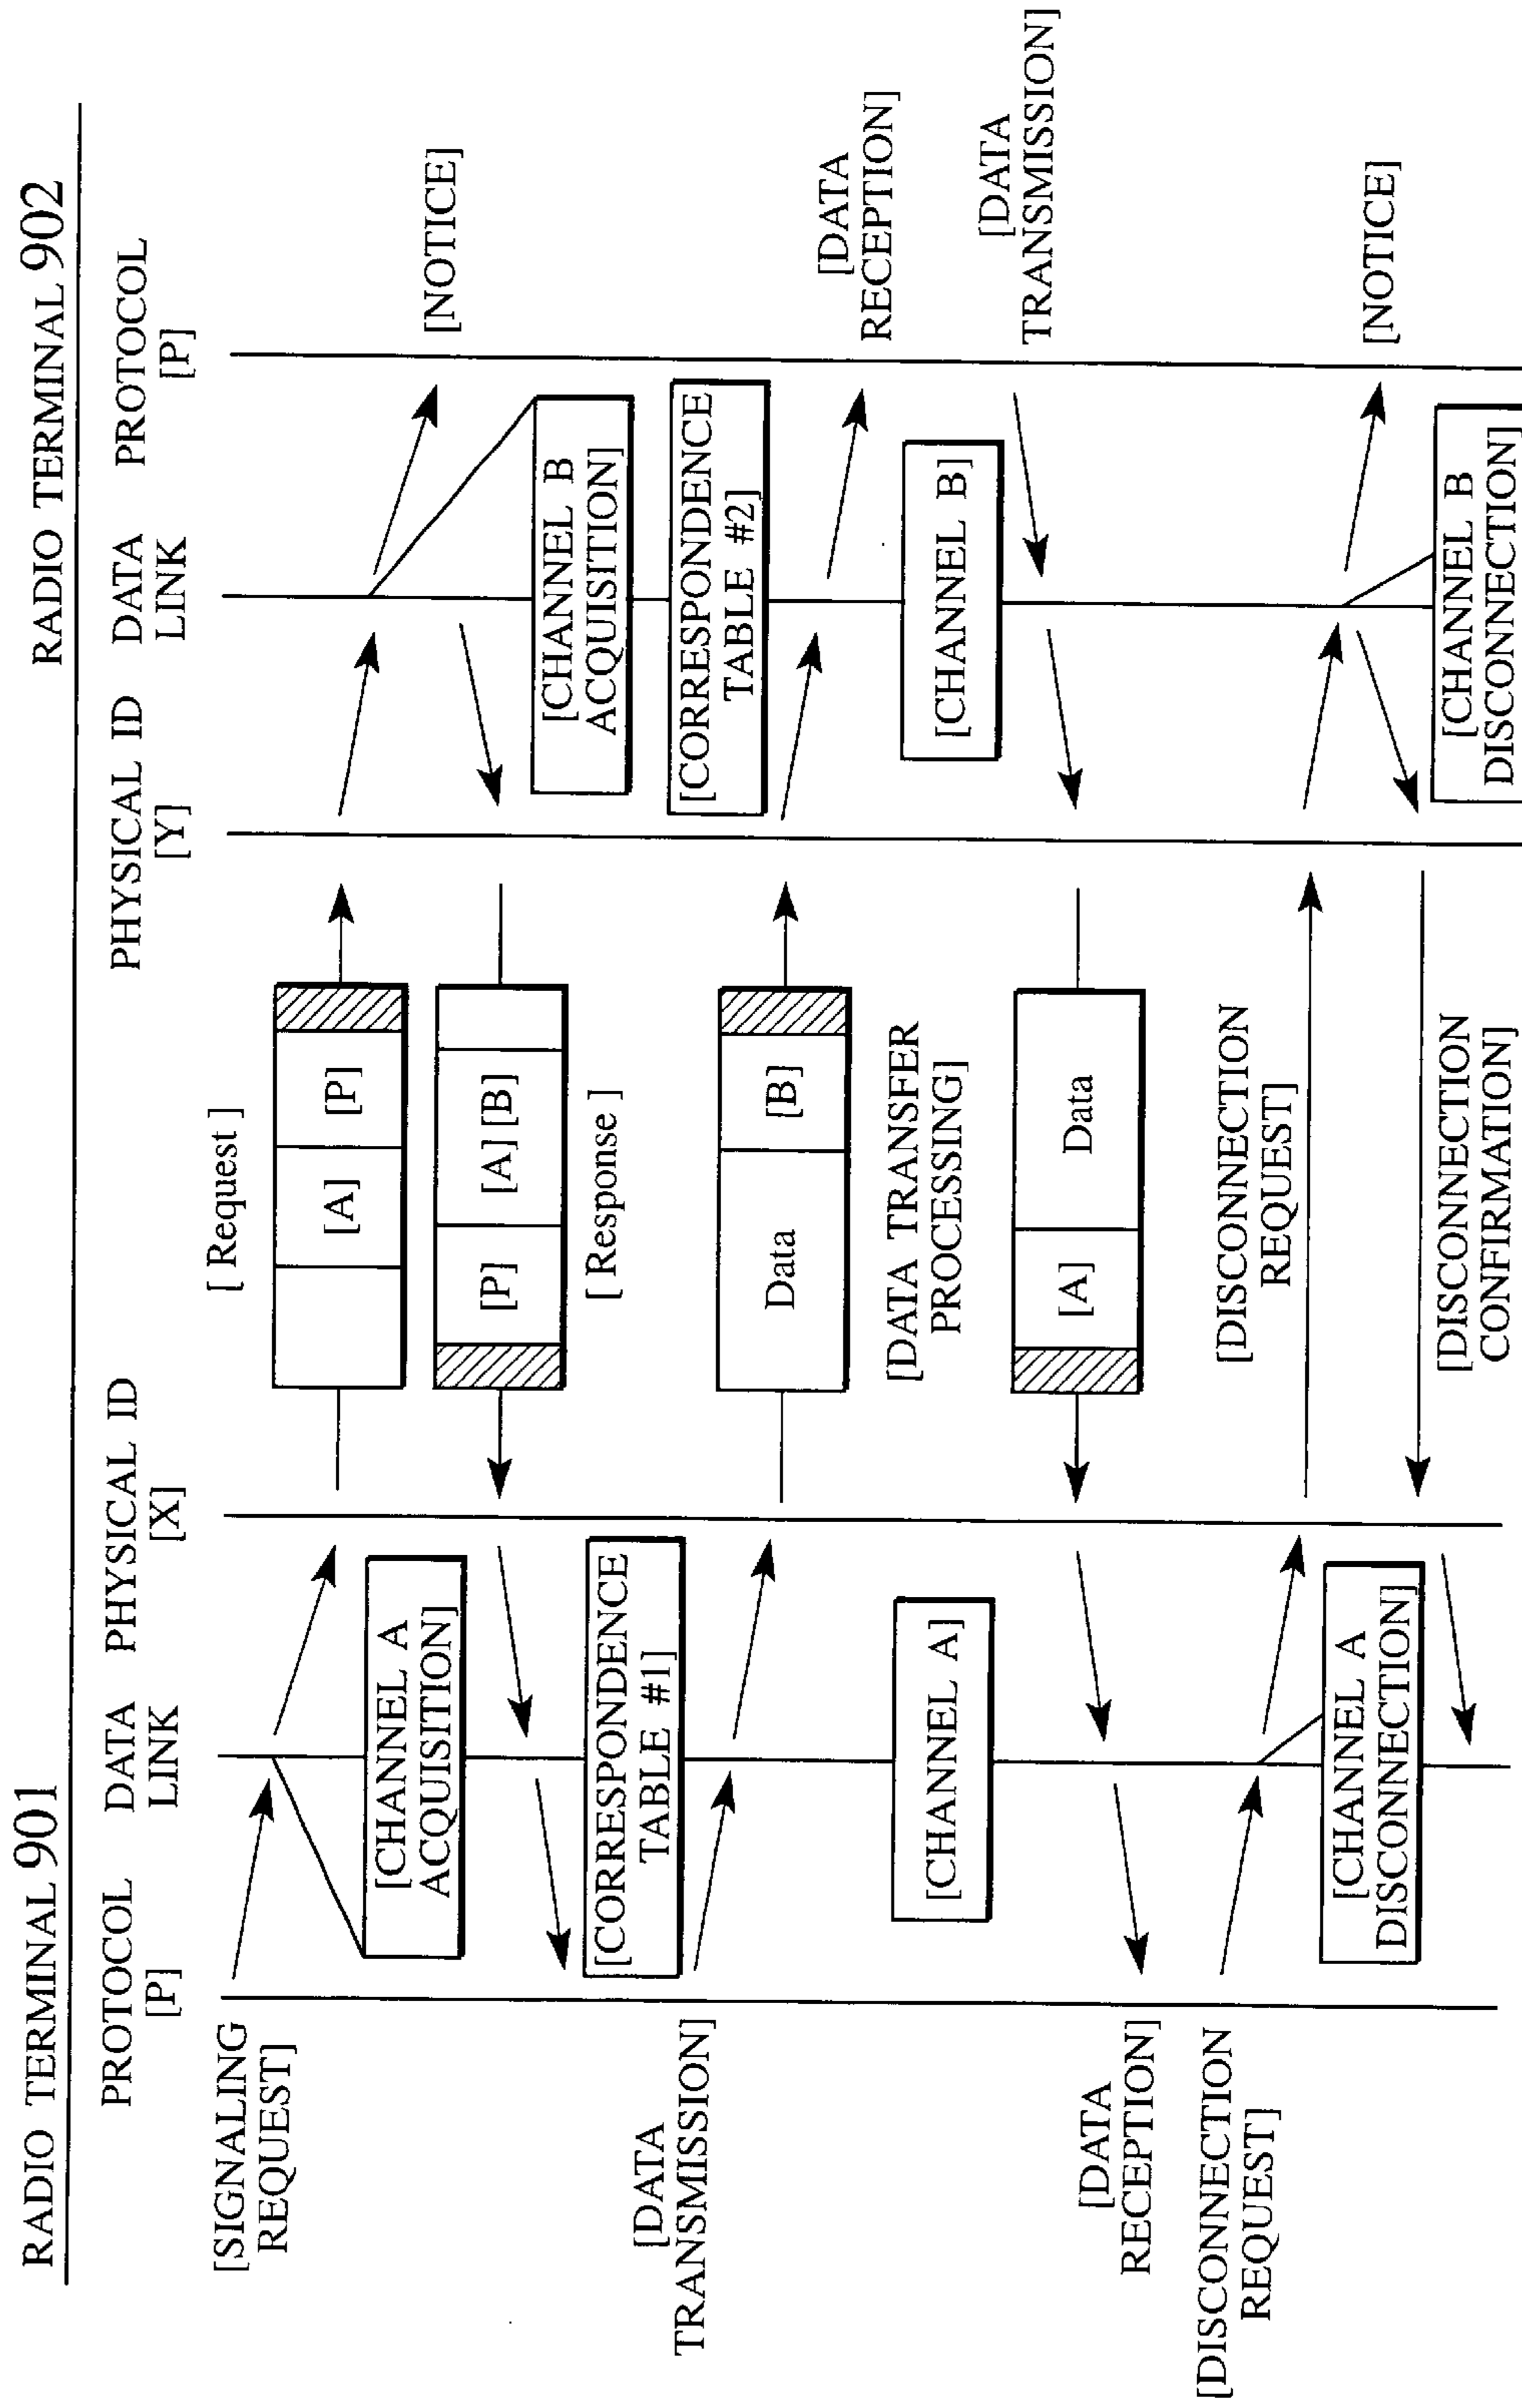 RADIO TERMINAL 901
RADIO TERMINAL 902
PROTOCOL
[P]
DATA
LINK
PHYSICAL ID
[X]
PHYSICAL ID
[Y]
DATA
LINK
PROTOCOL
[P]
[SIGNALING
REQUEST]
[ Request ]
[A]
[P]
[NOTICE]
[CHANNEL A
ACQUISITION]
[P]
[A] [B]
[ Response ]
[CHANNEL B
ACQUISITION]
[CORRESPONDENCE
TABLE #1]
[CORRESPONDENCE
TABLE #2]
[DATA
TRANSMISSION]
Data
[B]
[DATA
RECEPTION]
[DATA TRANSFER
PROCESSING]
[CHANNEL A]
[CHANNEL B]
[DATA
TRANSMISSION]
[A]
Data
[DATA
RECEPTION]
[DISCONNECTION
REQUEST]
[DISCONNECTION
REQUEST]
[NOTICE]
[CHANNEL A
DISCONNECTION]
[DISCONNECTION
CONFIRMATION]
[CHANNEL B
DISCONNECTION]